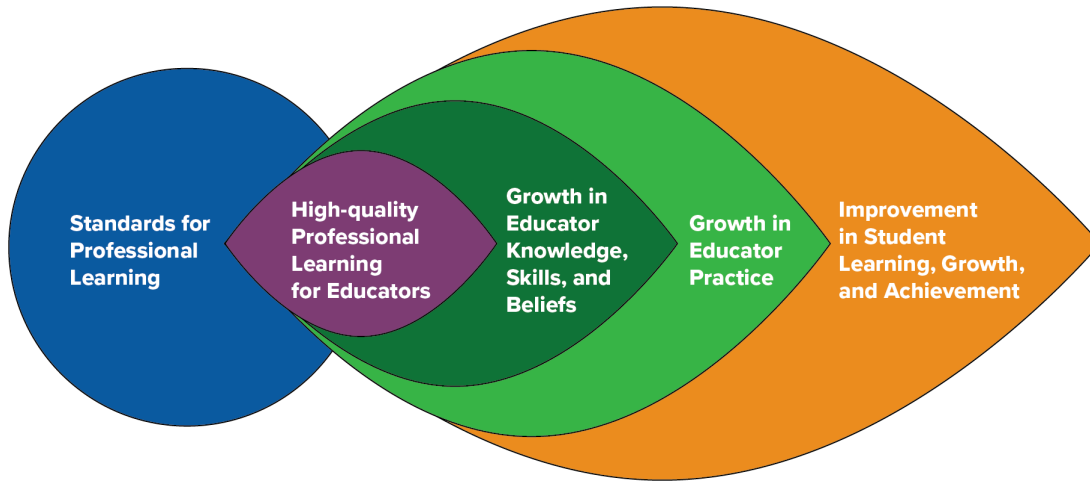 Standards for
Professional
Learning
High-quality
Professional
Learning
for Educators
Growth in
Educator
Knowledge,
Skills, and
Beliefs
Growth in
Educator
Practice
Improvement
in Student
Learning, Growth,
and Achievement